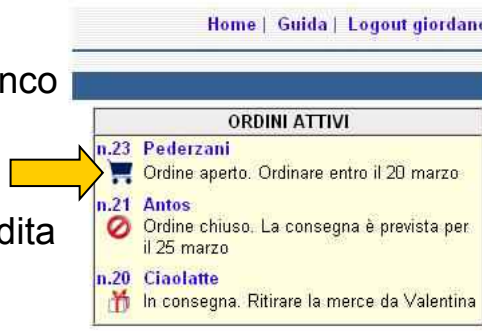 Home | Guida | Logout giordano
nco
ORDINI ATTIVI
n.23 Pederzani
Ordine aperto. Ordinare entro il 20 marzo
n.21 Antos
dita
Ordine chiuso. La consegna è prevista per
il 25 marzo
n.20 Ciaolatte
In consegna. Ritirare la merce da Valentina